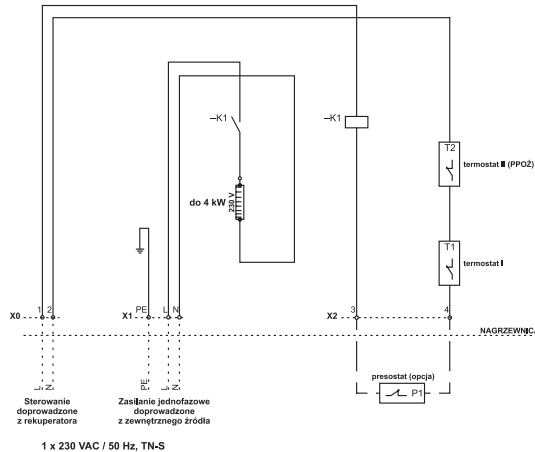 –K1
–K1
T2
termostat II (PPOŻ)
do 4 kW
230 V
T1
termostat I
X0
1
2
X1
PE
L
N
X2
3
4
NAGRZEWNICA
L
N
PE
L
N
presostat (opcja)
P1
Sterowanie
doprowadzone
z rekuperatora
Zasilanie jednofazowe
doprowadzone
z zewnętrznego źródła
1 x 230 VAC / 50 Hz, TN-S